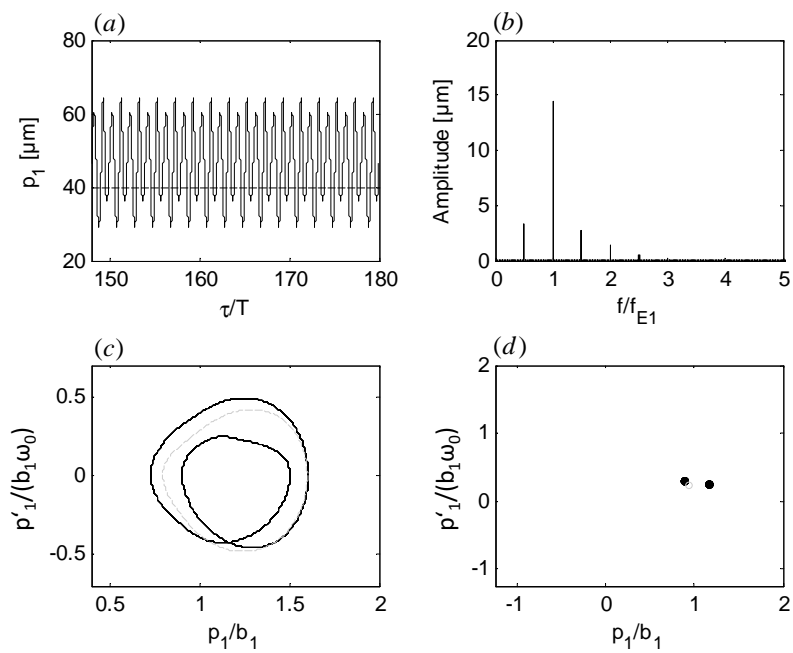 (a)
80
60
40
20
p₁ [μm]
150 160 170 180
τ/T
(b)
20
15
10
5
0
Amplitude [μm]
0 1 2 3 4 5
f/f_E1
(c)
0.5
0
-0.5
p'₁/(b₁ω₀)
0.5 1 1.5 2
p₁/b₁
(d)
2
1
0
-1
p'₁/(b₁ω₀)
-1 0 1 2
p₁/b₁